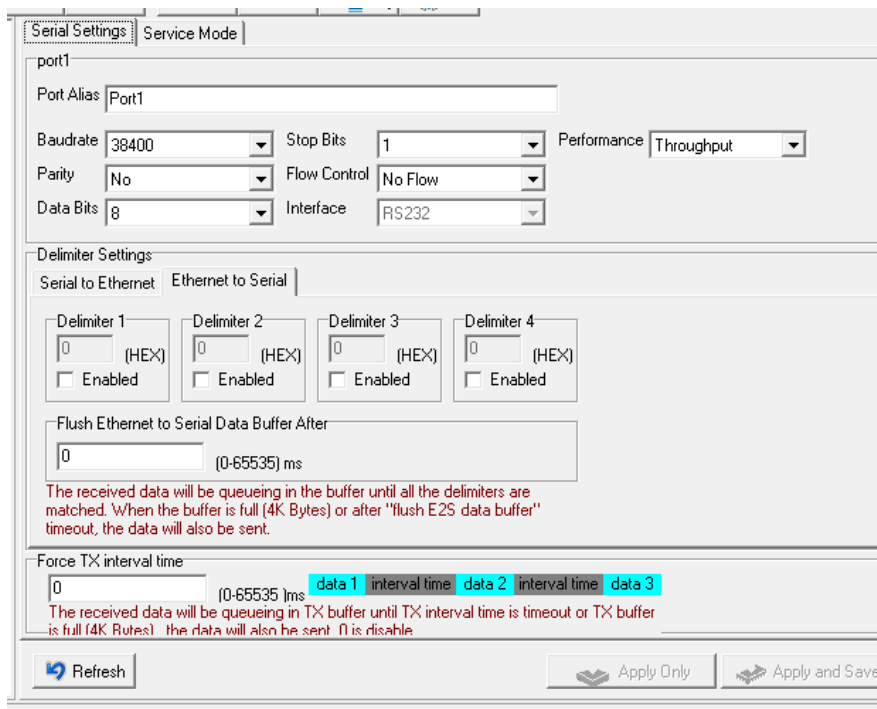 Serial Settings Service Mode
port1
Port Alias Port1
Baudrate 38400 Stop Bits 1 Performance Throughput
Parity No Flow Control No Flow
Data Bits 8 Interface RS232
Delimiter Settings
Serial to Ethernet Ethernet to Serial
Delimiter 1 Delimiter 2 Delimiter 3 Delimiter 4
0 (HEX) 0 (HEX) 0 (HEX) 0 (HEX)
Enabled Enabled Enabled Enabled
Flush Ethernet to Serial Data Buffer After
0 (0-65535) ms
The received data will be queueing in the buffer until all the delimiters are
matched. When the buffer is full (4K Bytes) or after "flush E2S data buffer"
timeout, the data will also be sent.
Force TX interval time
0 (0-65535 )ms data 1 interval time data 2 interval time data 3
The received data will be queueing in TX buffer until TX interval time is timeout or TX buffer
is full (4K Bytes) , the data will also be sent. 0 is disable.
Refresh Apply Only Apply and Save